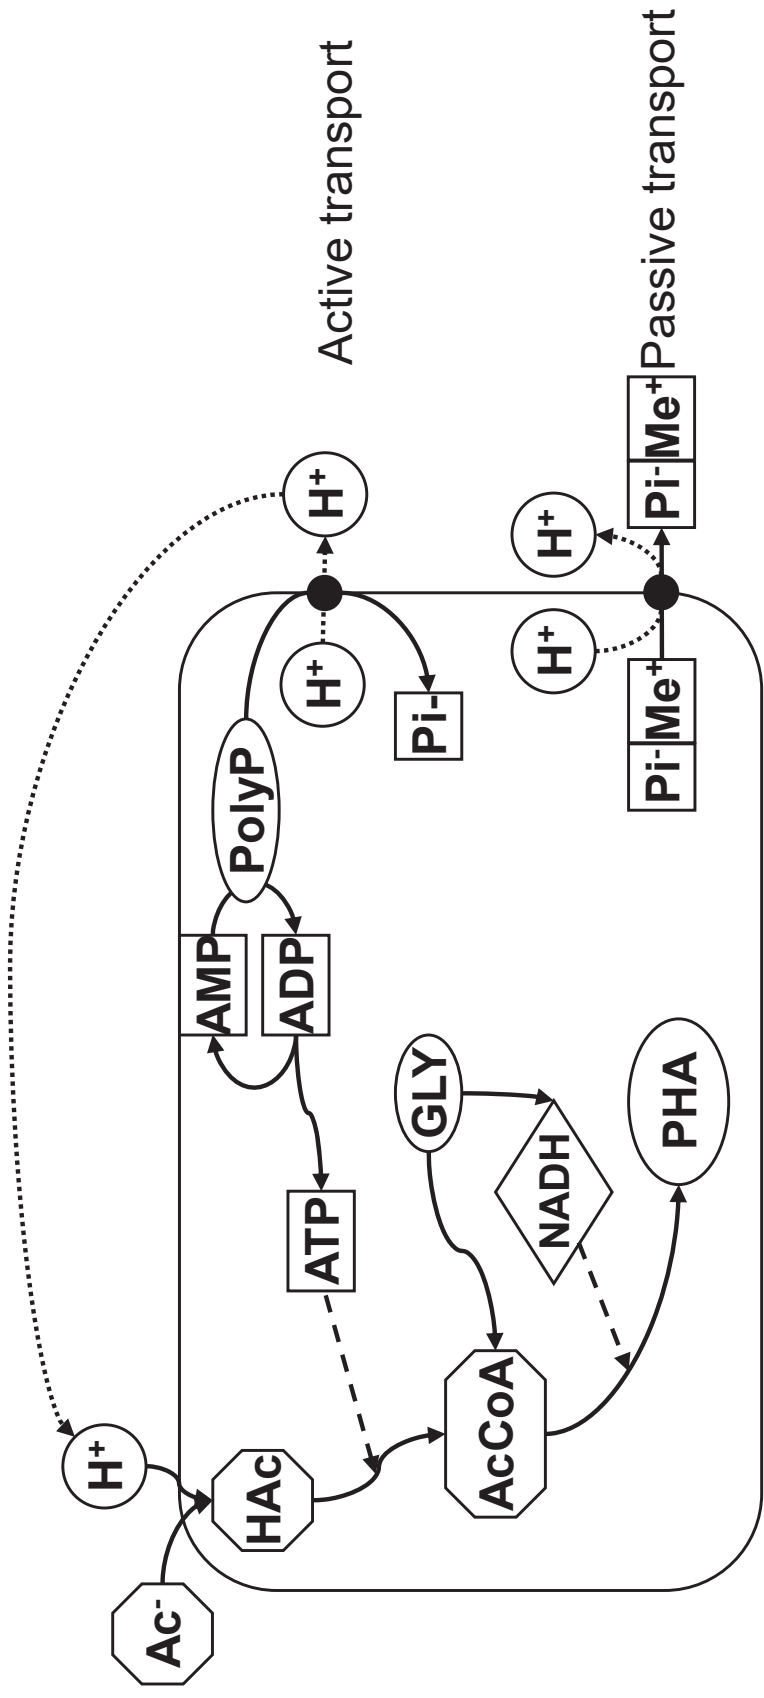 Ac-
H+
HAc
ATP
AcCoA
AMP
ADP
GLY
NADH
PHA
PolyP
H+
H+
Active transport
Pi-
H+
H+
Pi-Me+
Pi-Me+
Passive transport